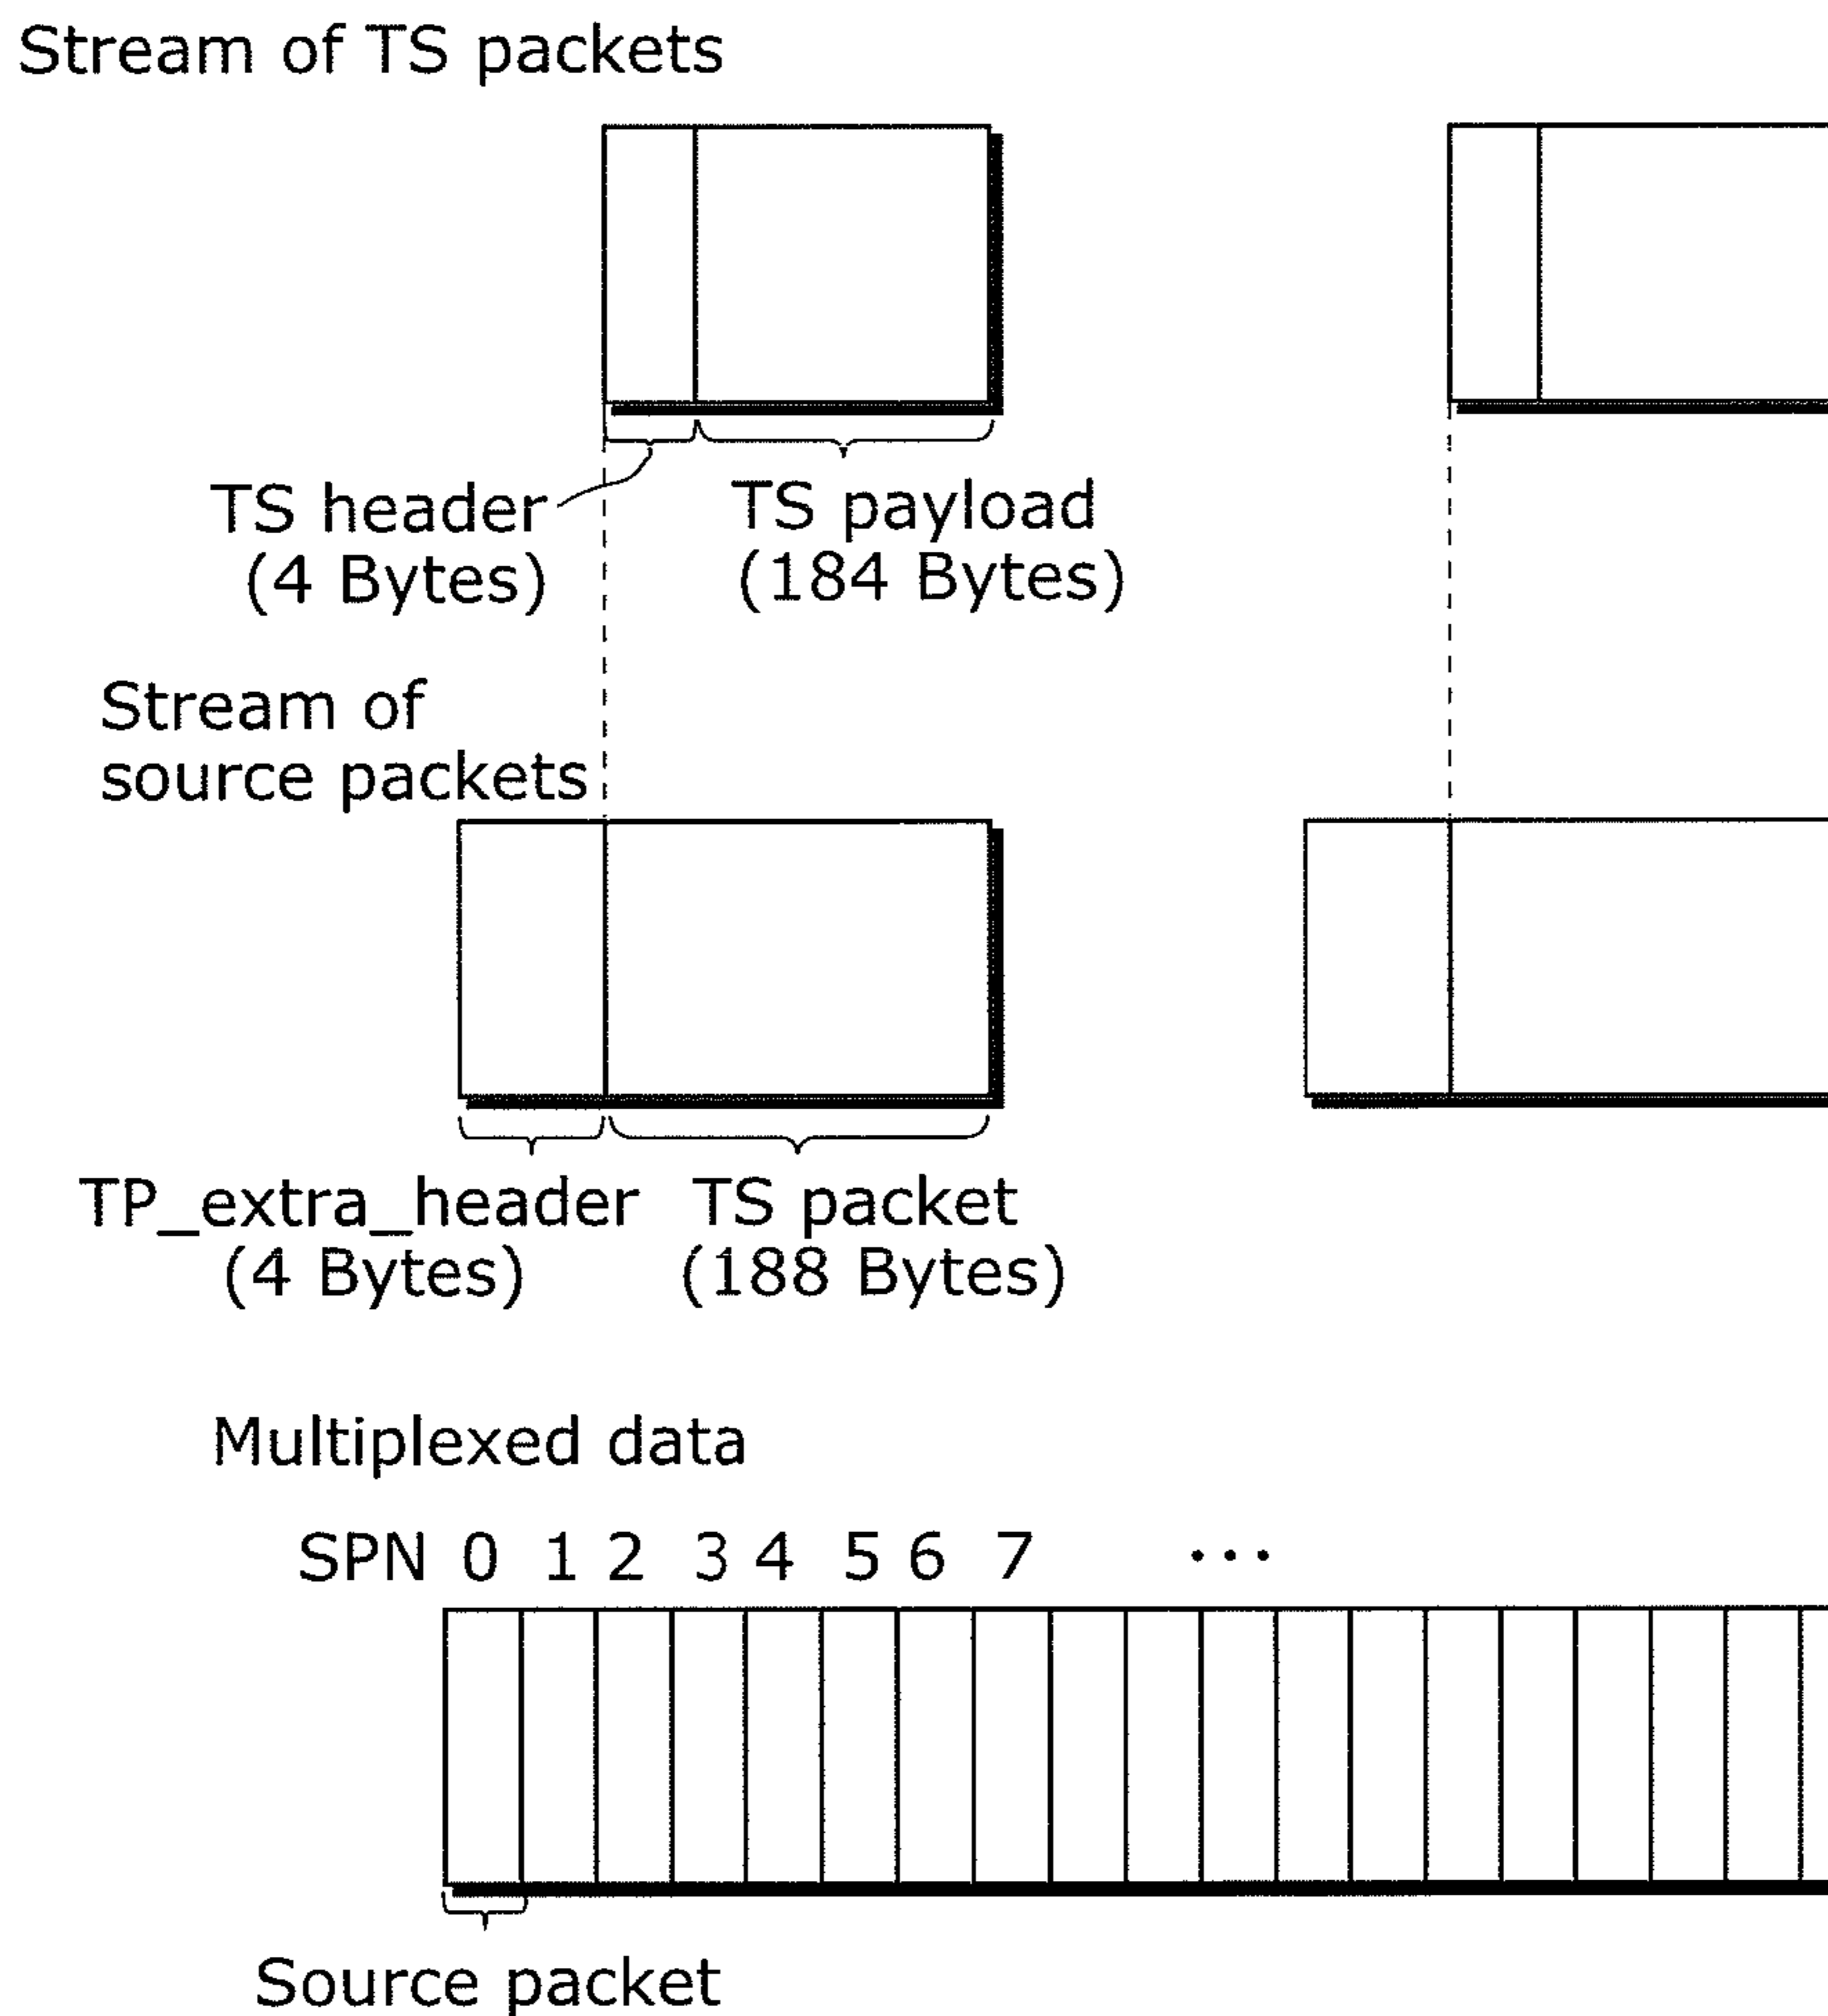 Stream of TS packets
TS header TS payload
(4 Bytes) (184 Bytes)
Stream of
source packets
TP_extra_header TS packet
(4 Bytes) (188 Bytes)
Multiplexed data
SPN 0 1 2 3 4 5 6 7 ...
Source packet